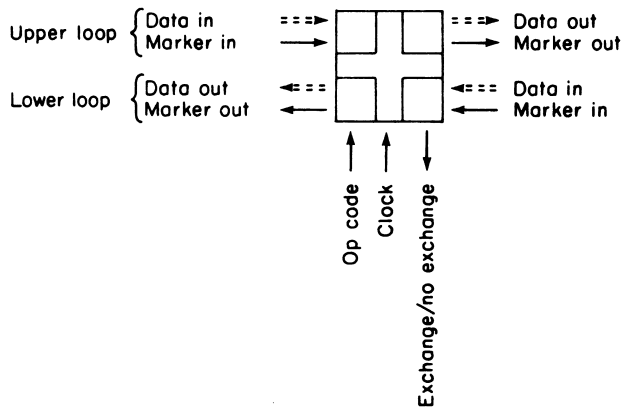 Upper loop
Data in
Marker in
Data out
Marker out
Lower loop
Data out
Marker out
Data in
Marker in
Op code
Clock
Exchange/no exchange